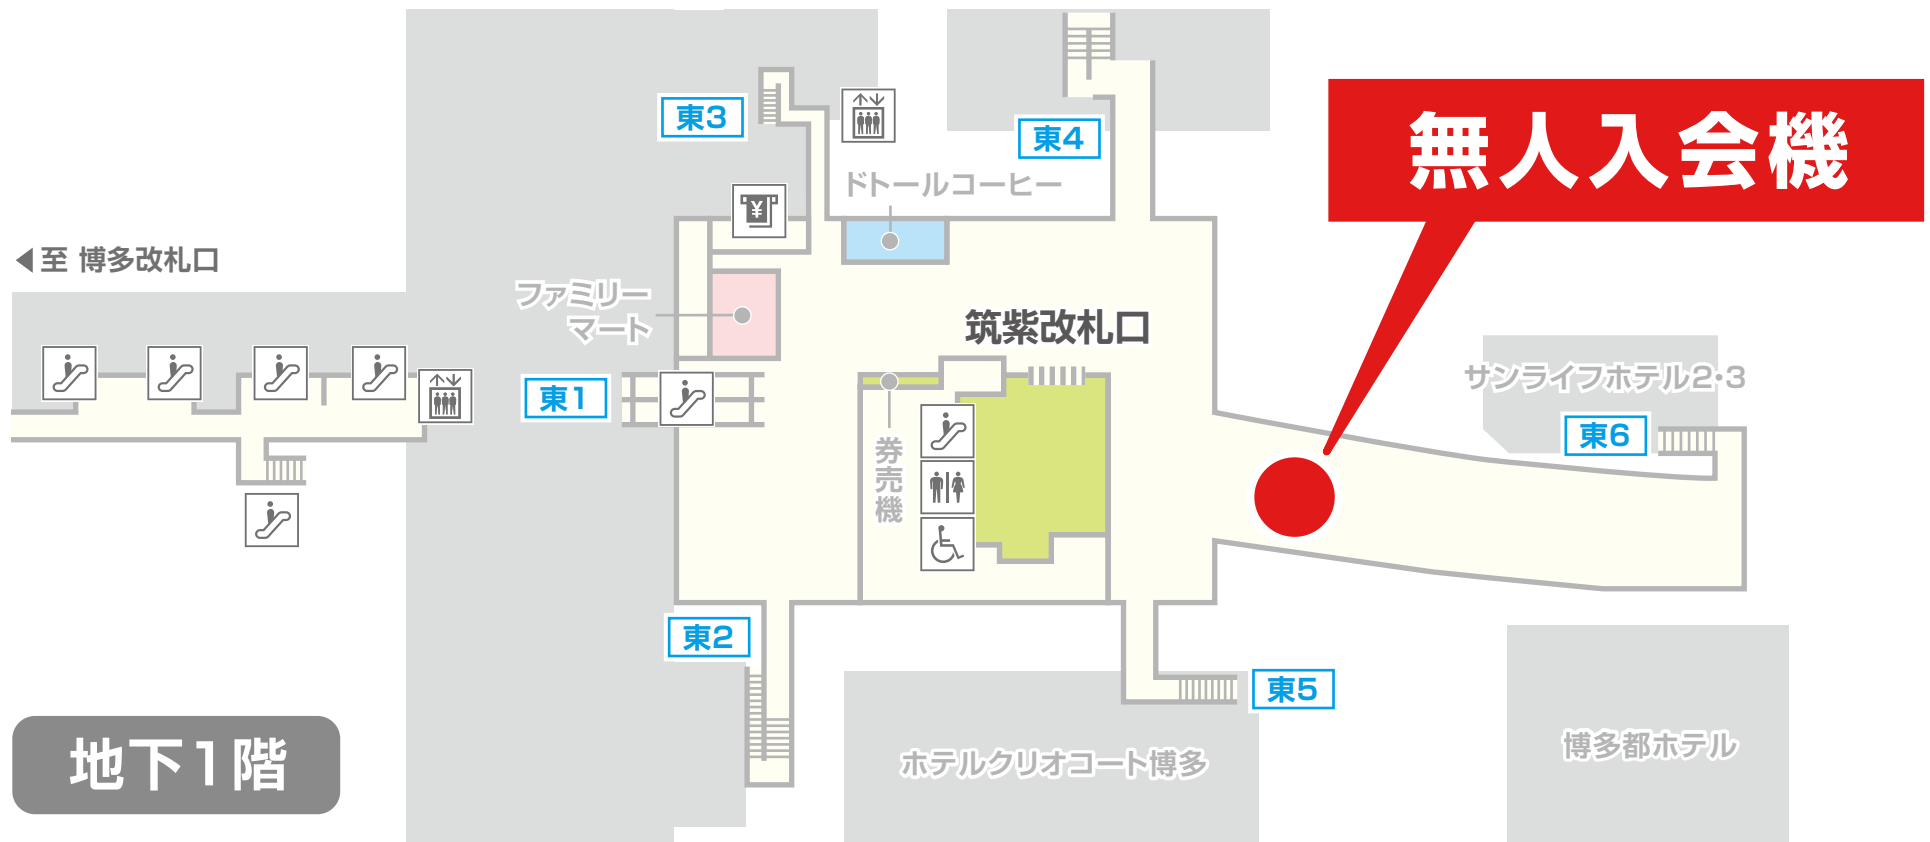 無人入会機
東3
東4
ドトールコーヒー
¥
至 博多改札口
ファミリー
マート
筑紫改札口
サンライフホテル2・3
東1
東6
券売機
東2
東5
地下1階
ホテルクリオコート博多
博多都ホテル